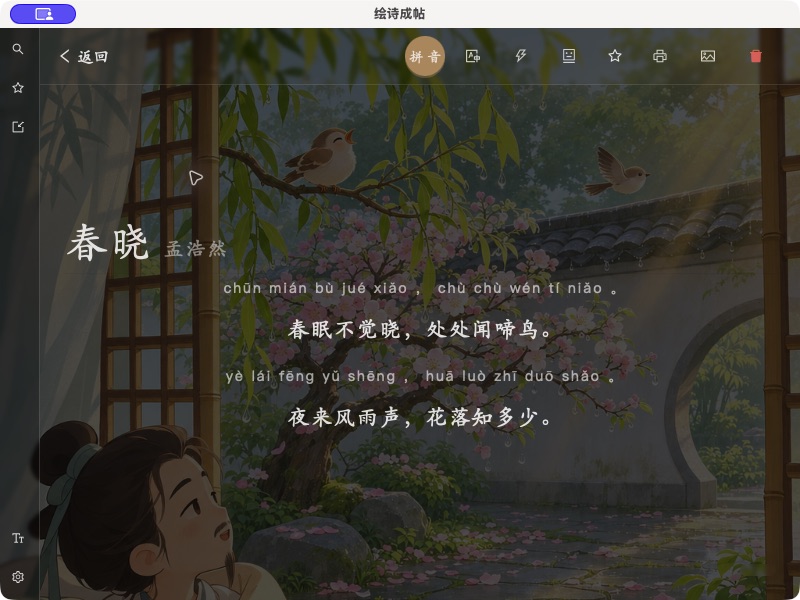 绘诗成帖
返回
拼音
春晓 孟浩然
chūn mián bù jué xiǎo ， chù chù wén tí niǎo 。
春眠不觉晓，处处闻啼鸟。
yè lái fēng yǔ shēng ， huā luò zhī duō shǎo 。
夜来风雨声，花落知多少。
Tr